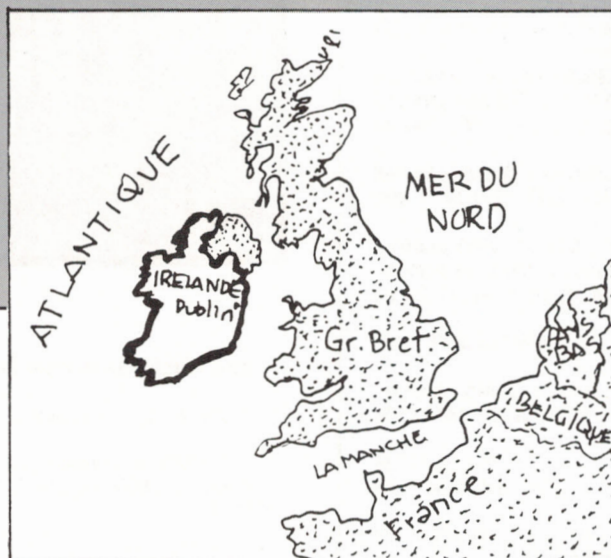 ATLANTIQUE
MER DU
NORD
IRELANDE
Dublin
Gr. Bret
PAYS
BAS
BELGIQUE
LA MANCHE
France